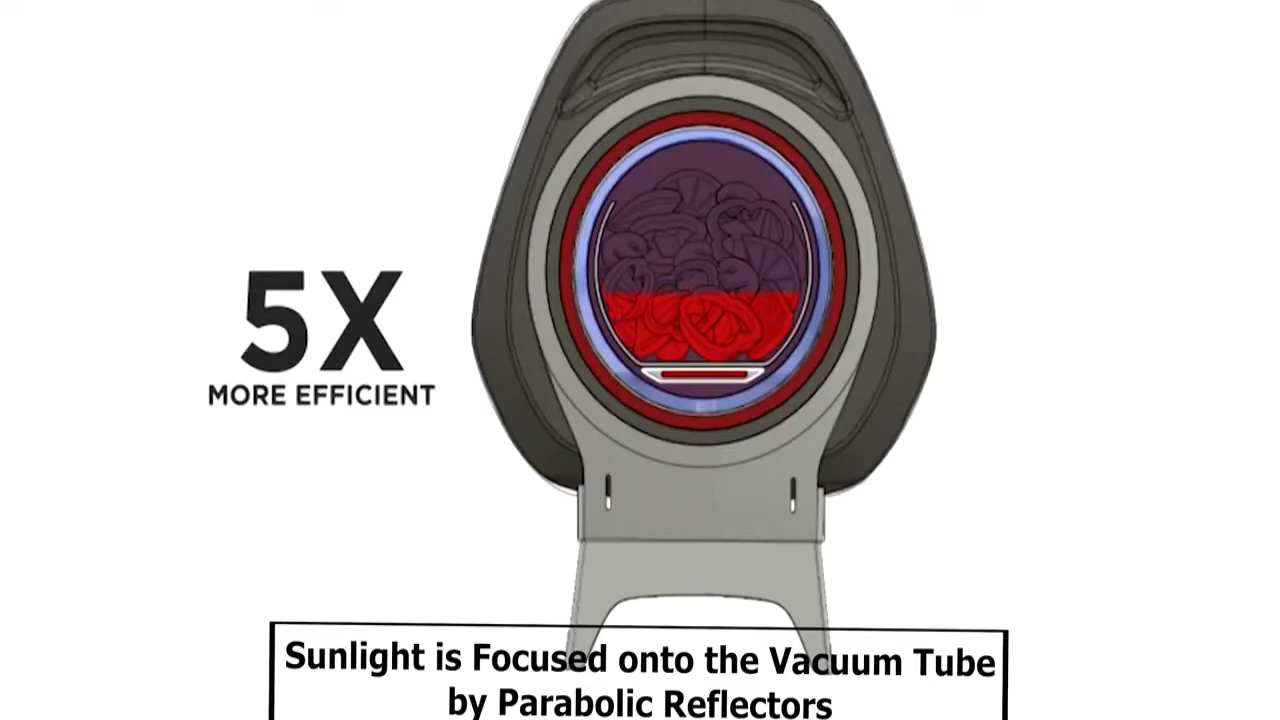 5X
MORE EFFICIENT
Sunlight is Focused onto the Vacuum Tube
by Parabolic Reflectors